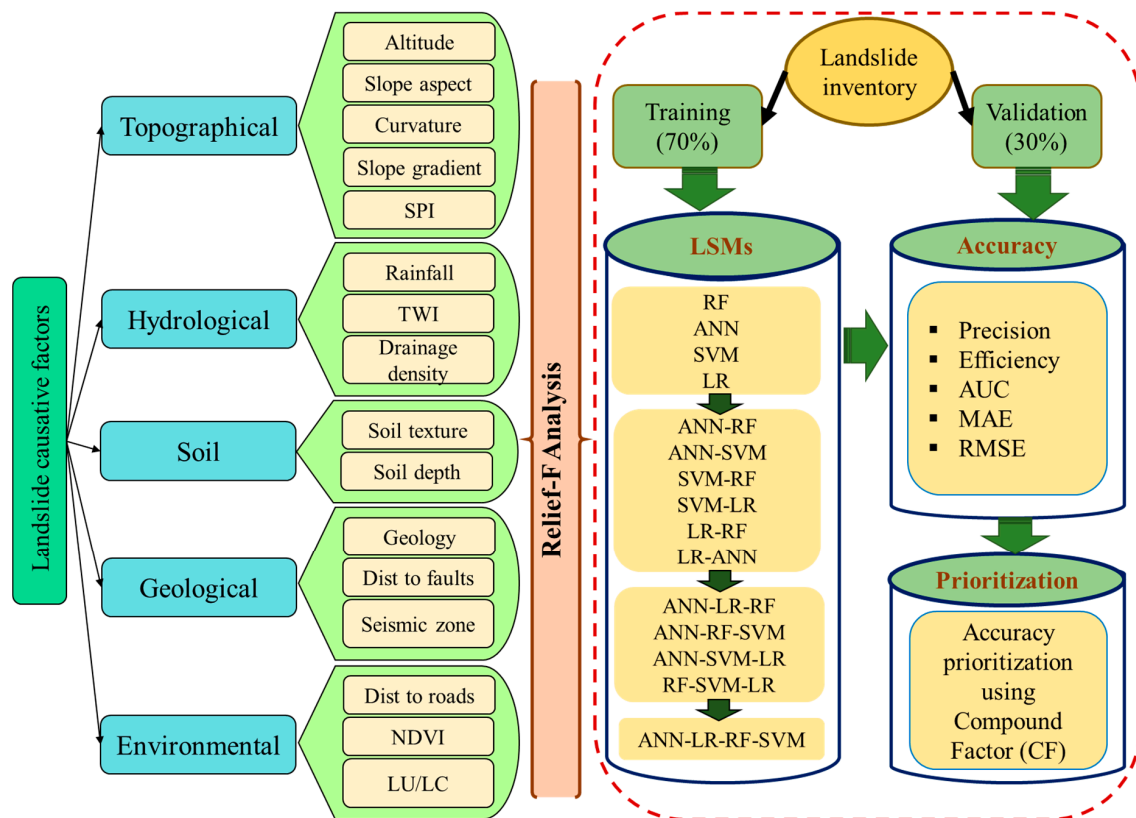 Landslide causative factors
Topographical
Altitude
Slope aspect
Curvature
Slope gradient
SPI
Hydrological
Rainfall
TWI
Drainage
density
Soil
Soil texture
Soil depth
Geological
Geology
Dist to faults
Seismic zone
Environmental
Dist to roads
NDVI
LU/LC
Relief-F Analysis
Landslide
inventory
Training
(70%)
Validation
(30%)
LSMs
RF
ANN
SVM
LR
ANN-RF
ANN-SVM
SVM-RF
SVM-LR
LR-RF
LR-ANN
ANN-LR-RF
ANN-RF-SVM
ANN-SVM-LR
RF-SVM-LR
ANN-LR-RF-SVM
Accuracy
▪ Precision
▪ Efficiency
▪ AUC
▪ MAE
▪ RMSE
Prioritization
Accuracy
prioritization
using
Compound
Factor (CF)